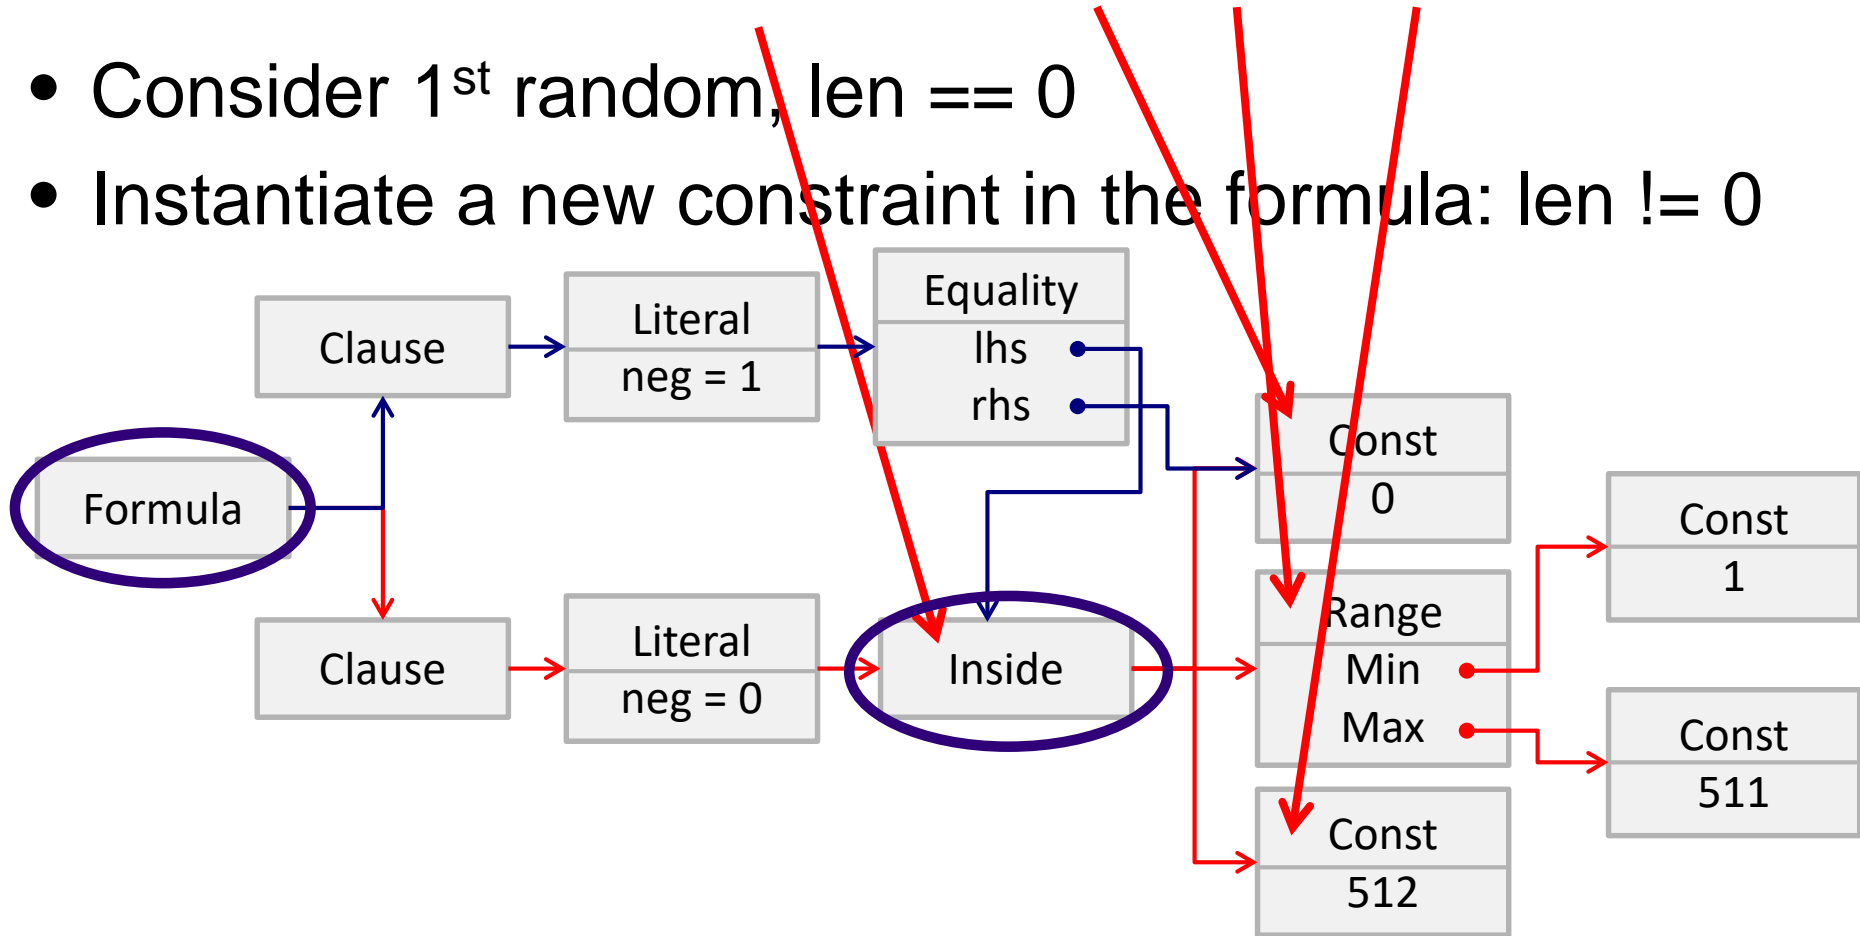 • Consider 1st random, len == 0
• Instantiate a new constraint in the formula: len != 0
Formula
Clause
Literal
neg = 1
Equality
lhs
rhs
Clause
Literal
neg = 0
Inside
Const
0
Range
Min
Max
Const
512
Const
1
Const
511